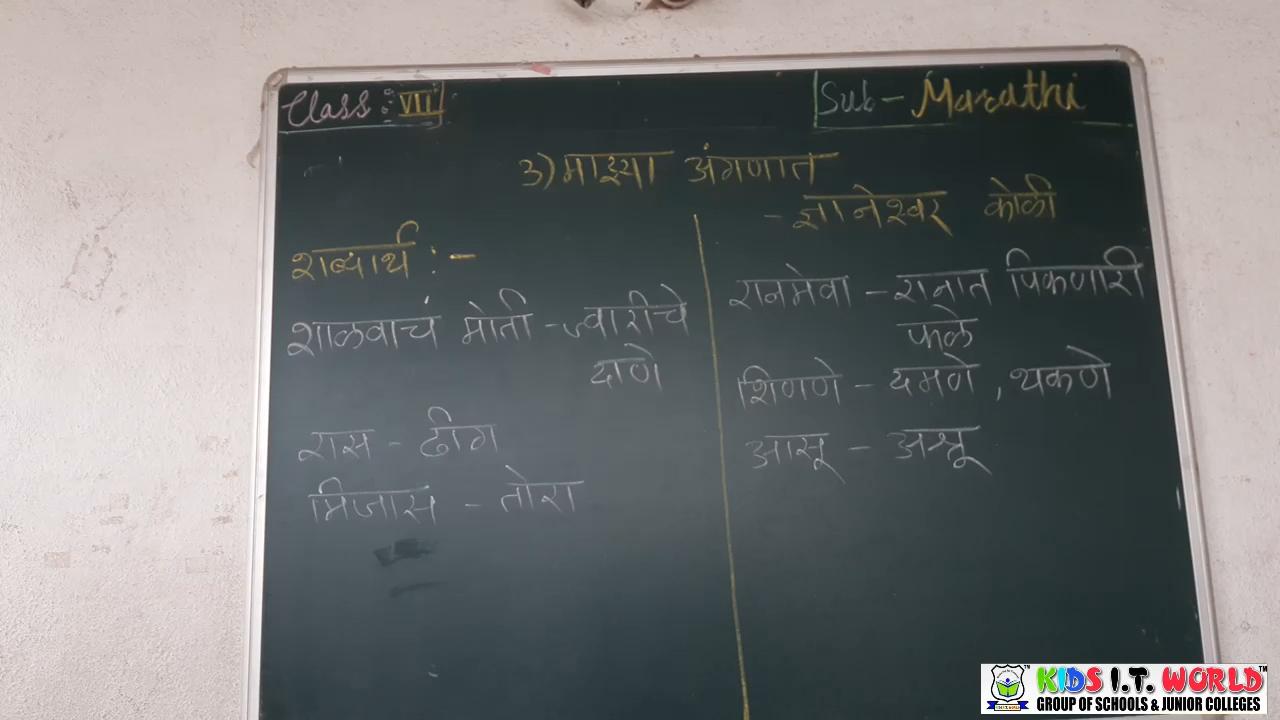 Class : VII
Sub - Marathi
3) माझ्या अंगणात
- ज्ञानेश्वर कोळी
शब्दार्थ :-
शाळवाचं मोती - ज्वारीचे
दाणे
रास - ढीग
मिजास - तोरा
रानमेवा - रानात पिकणारी
फळे
शिणणे - दमणे , थकणे
आसू - अश्रू
KIDS I.T. WORLD™
GROUP OF SCHOOLS & JUNIOR COLLEGES